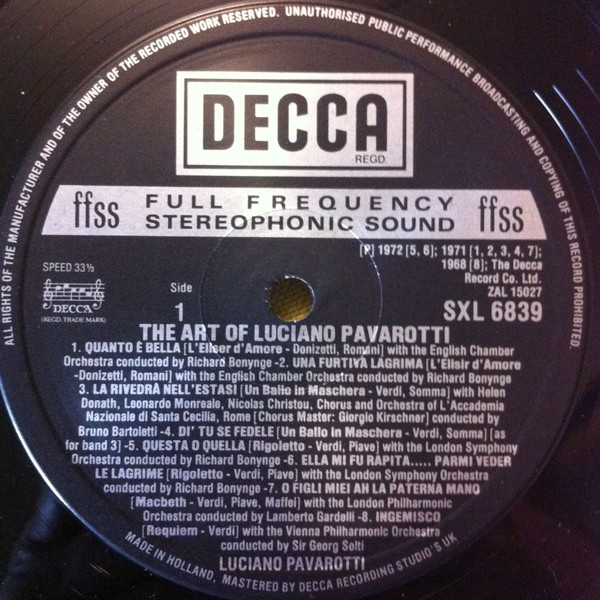 ALL RIGHTS OF THE MANUFACTURER AND OF THE OWNER OF THE RECORDED WORK RESERVED. UNAUTHORISED PUBLIC PERFORMANCE BROADCASTING AND COPYING OF THIS RECORD PROHIBITED.
DECCA
REGD.
ffss FULL FREQUENCY STEREOPHONIC SOUND ffss
[P] 1972 [5, 6]; 1971 [1, 2, 3, 4, 7];
1968 [8]; The Decca
Record Co. Ltd.
ZAL 15027
SPEED 33⅓
DECCA
(REGD. TRADE MARK)
Side
1
SXL 6839
THE ART OF LUCIANO PAVAROTTI
1. QUANTO È BELLA [L'Elisir d'Amore - Donizetti, Romani] with the English Chamber
Orchestra conducted by Richard Bonynge - 2. UNA FURTIVA LAGRIMA [L'Elisir d'Amore
-Donizetti, Romani] with the English Chamber Orchestra conducted by Richard Bonynge
3. LA RIVEDRÀ NELL'ESTASI [Un Ballo in Maschera - Verdi, Somma] with Helen
Donath, Leonardo Monreale, Nicolas Christou, Chorus and Orchestra of L'Accademia
Nazionale di Santa Cecilia, Rome [Chorus Master: Giorgio Kirschner] conducted by
Bruno Bartoletti -4. DI' TU SE FEDELE [Un Ballo in Maschera - Verdi, Somma] [as
for band 3] -5. QUESTA O QUELLA [Rigoletto - Verdi, Piave] with the London Symphony
Orchestra conducted by Richard Bonynge -6. ELLA MI FU RAPITA..... PARMI VEDER
LE LAGRIME [Rigoletto - Verdi, Piave] with the London Symphony Orchestra
conducted by Richard Bonynge -7. O FIGLI MIEI AH LA PATERNA MANO
[Macbeth - Verdi, Piave, Maffei] with the London Philharmonic
Orchestra conducted by Lamberto Gardelli -8. INGEMISCO
[Requiem - Verdi] with the Vienna Philharmonic Orchestra
conducted by Sir Georg Solti
LUCIANO PAVAROTTI
MADE IN HOLLAND, MASTERED BY DECCA RECORDING STUDIO'S UK